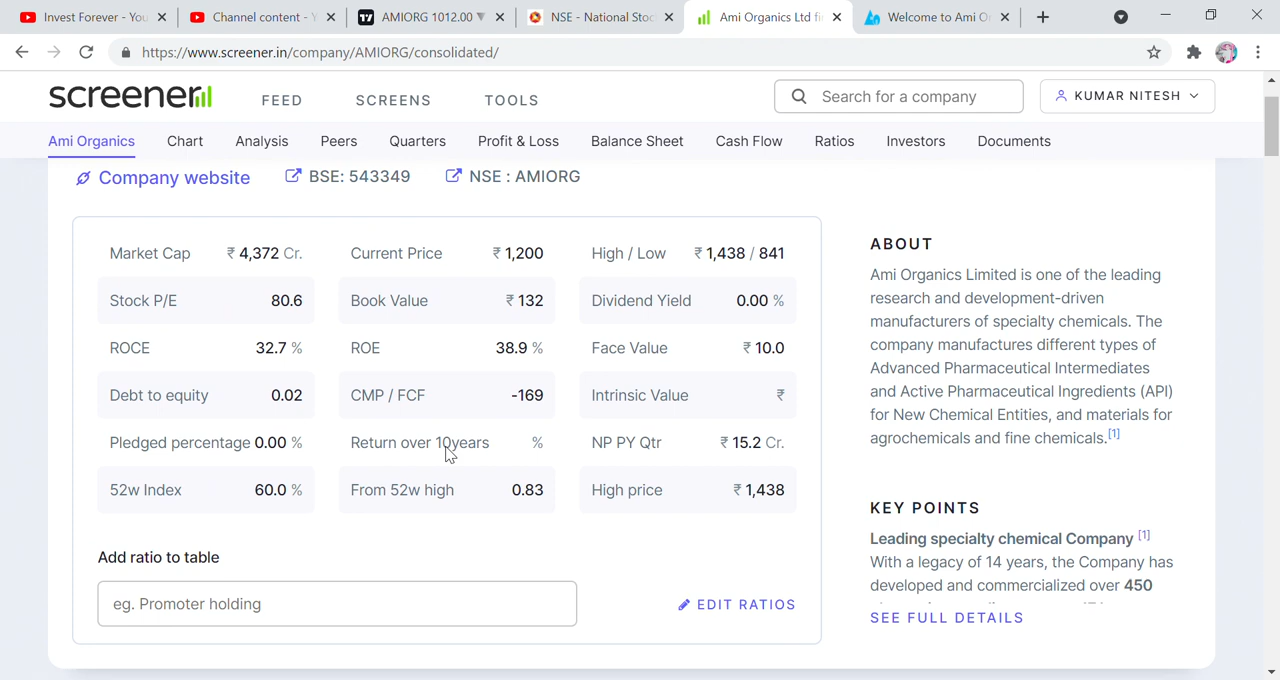 Invest Forever - You
Channel content - Y
AMIORG 1012.00 ▼
NSE - National Stoc
Ami Organics Ltd fi
Welcome to Ami O
https://www.screener.in/company/AMIORG/consolidated/
screener
FEED
SCREENS
TOOLS
Search for a company
KUMAR NITESH
Ami Organics
Chart
Analysis
Peers
Quarters
Profit & Loss
Balance Sheet
Cash Flow
Ratios
Investors
Documents
Company website
BSE: 543349
NSE : AMIORG
Market Cap ₹ 4,372 Cr.
Current Price ₹ 1,200
High / Low ₹ 1,438 / 841
Stock P/E 80.6
Book Value ₹ 132
Dividend Yield 0.00 %
ROCE 32.7 %
ROE 38.9 %
Face Value ₹ 10.0
Debt to equity 0.02
CMP / FCF -169
Intrinsic Value ₹
Pledged percentage 0.00 %
Return over 10years %
NP PY Qtr ₹ 15.2 Cr.
52w Index 60.0 %
From 52w high 0.83
High price ₹ 1,438
Add ratio to table
eg. Promoter holding
EDIT RATIOS
ABOUT
Ami Organics Limited is one of the leading
research and development-driven
manufacturers of specialty chemicals. The
company manufactures different types of
Advanced Pharmaceutical Intermediates
and Active Pharmaceutical Ingredients (API)
for New Chemical Entities, and materials for
agrochemicals and fine chemicals.[1]
KEY POINTS
Leading specialty chemical Company [1]
With a legacy of 14 years, the Company has
developed and commercialized over 450
SEE FULL DETAILS